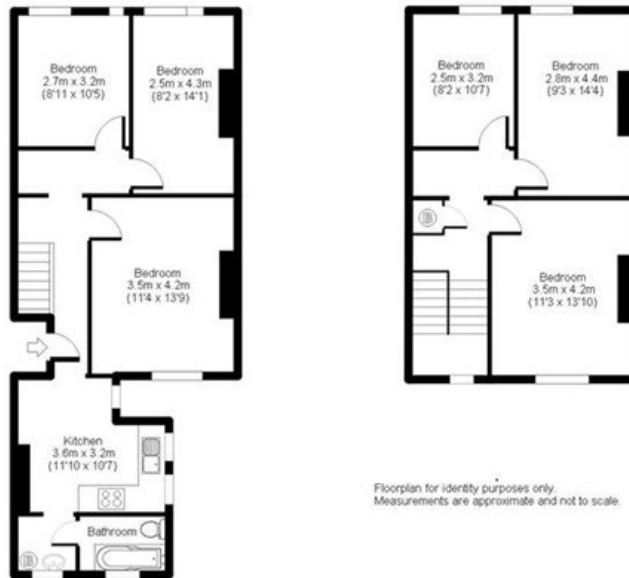 Bedroom
2.7m x 3.2m
(8'11 x 10'5)
Bedroom
2.5m x 4.3m
(8'2 x 14'1)
Bedroom
3.5m x 4.2m
(11'4 x 13'9)
Kitchen
3.6m x 3.2m
(11'10 x 10'7)
Bathroom
B
Bedroom
2.5m x 3.2m
(8'2 x 10'7)
Bedroom
2.8m x 4.4m
(9'3 x 14'4)
B
Bedroom
3.5m x 4.2m
(11'3 x 13'10)
Floorplan for identity purposes only.
Measurements are approximate and not to scale.